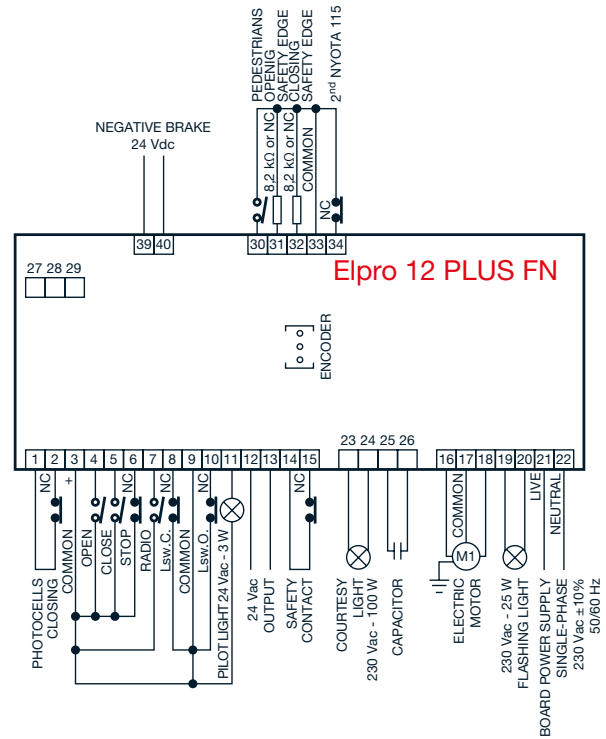 PEDESTRIANS
OPENIG
SAFETY EDGE
CLOSING
SAFETY EDGE
2nd NYOTA 115
8,2 kΩ or NC
8,2 kΩ or NC
COMMON
NC
NEGATIVE BRAKE
24 Vdc
39 40
30 31 32 33 34
Elpro 12 PLUS FN
27 28 29
ENCODER
23 24 25 26
1 2 3 4 5 6 7 8 9 10 11 12 13 14 15
16 17 18 19 20 21 22
NC
+
NC
NC
NC
NC
PHOTOCELLS
CLOSING
COMMON
OPEN
CLOSE
STOP
RADIO
Lsw.C.
COMMON
Lsw.O.
PILOT LIGHT 24 Vac - 3 W
24 Vac
OUTPUT
SAFETY
CONTACT
COURTESY
LIGHT
230 Vac - 100 W
CAPACITOR
COMMON
M1
ELECTRIC
MOTOR
230 Vac - 25 W
FLASHING LIGHT
LIVE
NEUTRAL
BOARD POWER SUPPLY
SINGLE-PHASE
230 Vac ±10%
50/60 Hz